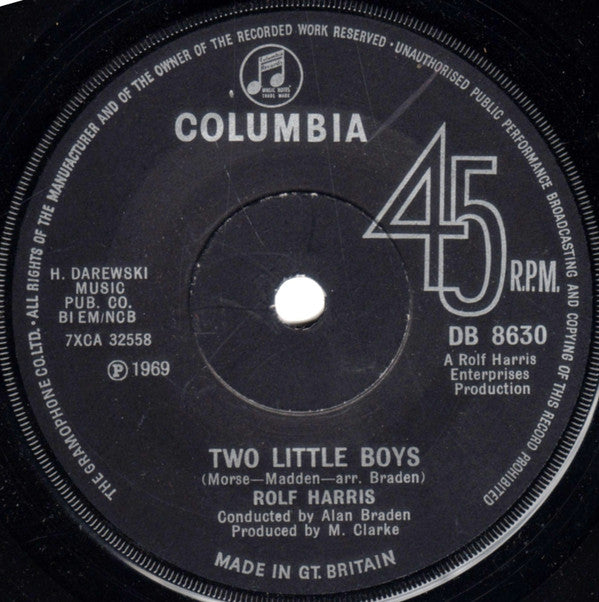 THE GRAMOPHONE CO. LTD. · ALL RIGHTS OF THE MANUFACTURER AND OF THE OWNER OF THE RECORDED WORK RESERVED · UNAUTHORISED PUBLIC PERFORMANCE BROADCASTING AND COPYING OF THIS RECORD PROHIBITED
COLUMBIA
45
R.P.M.
H. DAREWSKI
MUSIC
PUB. CO.
BIEM/NCB
7XCA 32558
Ⓟ 1969
DB 8630
A Rolf Harris
Enterprises
Production
TWO LITTLE BOYS
(Morse—Madden—arr. Braden)
ROLF HARRIS
Conducted by Alan Braden
Produced by M. Clarke
MADE IN GT. BRITAIN